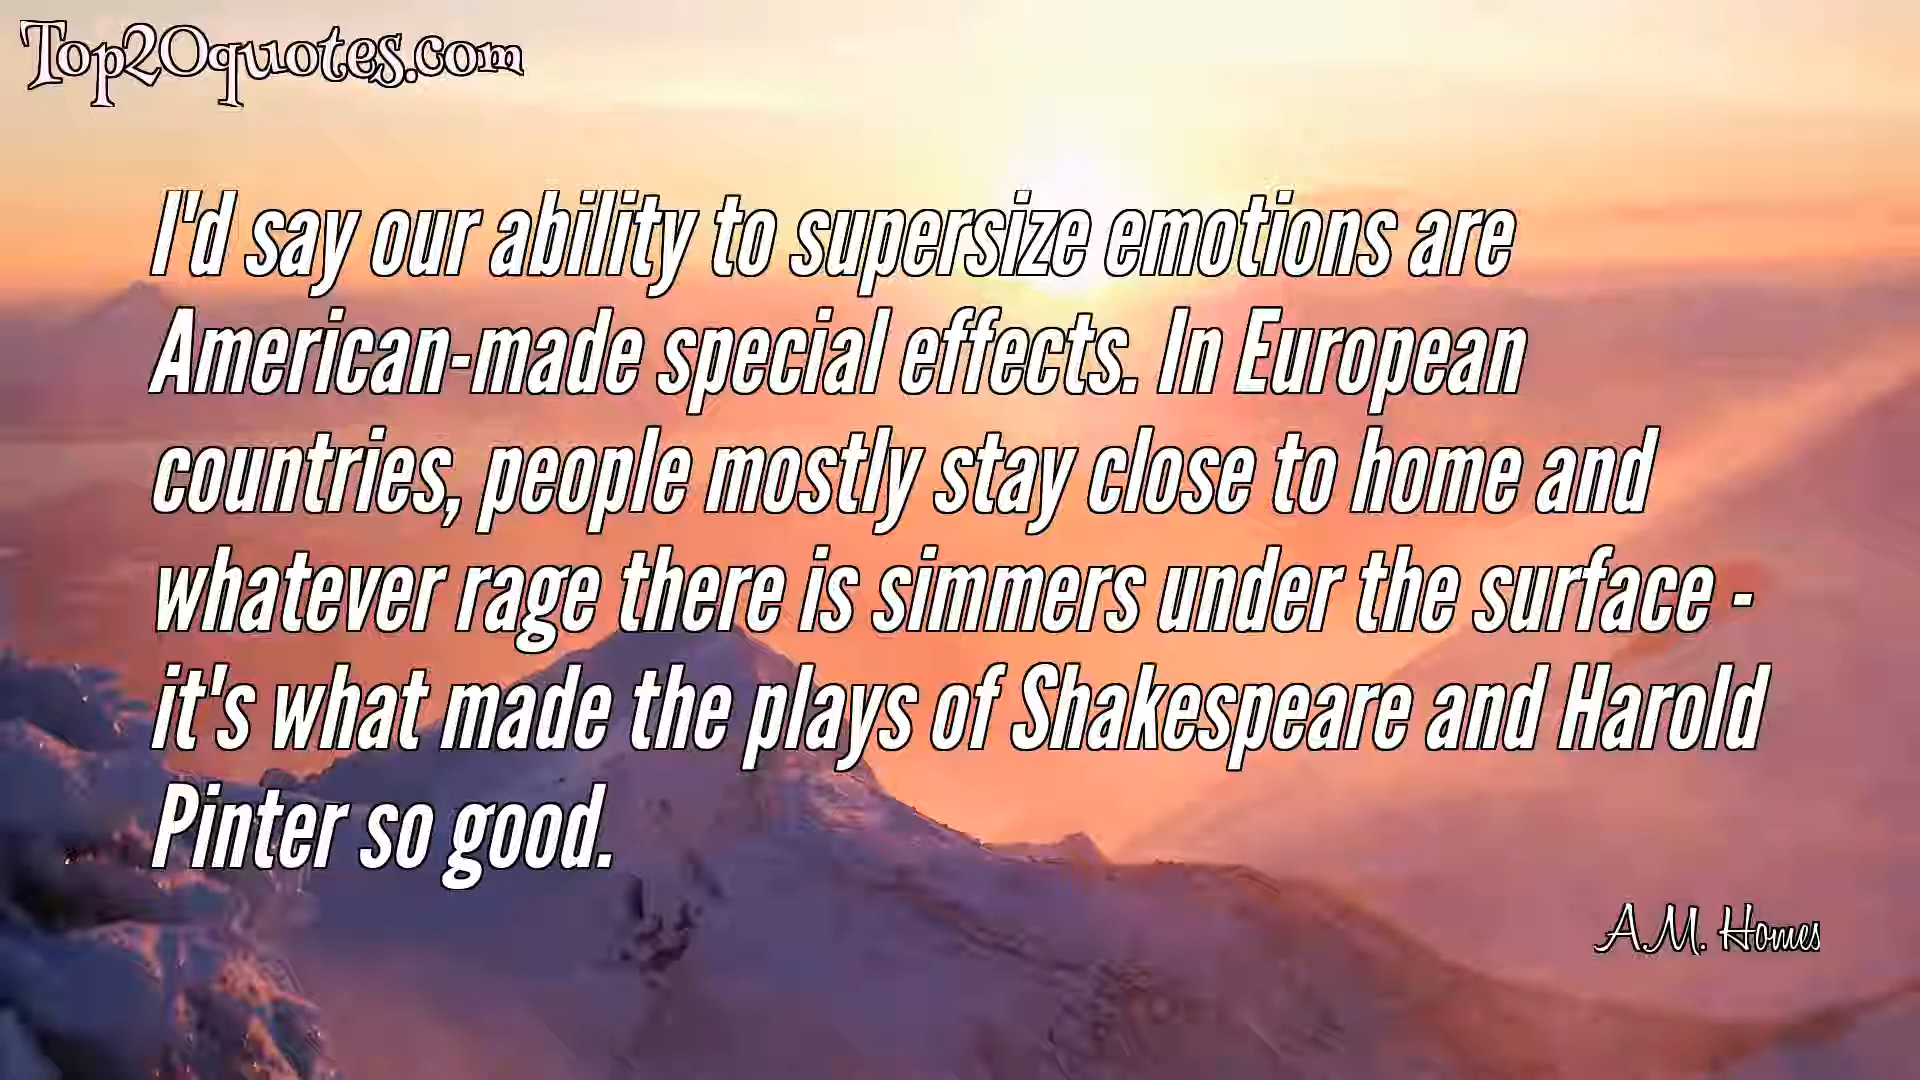 Top20quotes.com
I'd say our ability to supersize emotions are
American-made special effects. In European
countries, people mostly stay close to home and
whatever rage there is simmers under the surface -
it's what made the plays of Shakespeare and Harold
Pinter so good.
A.M. Homes